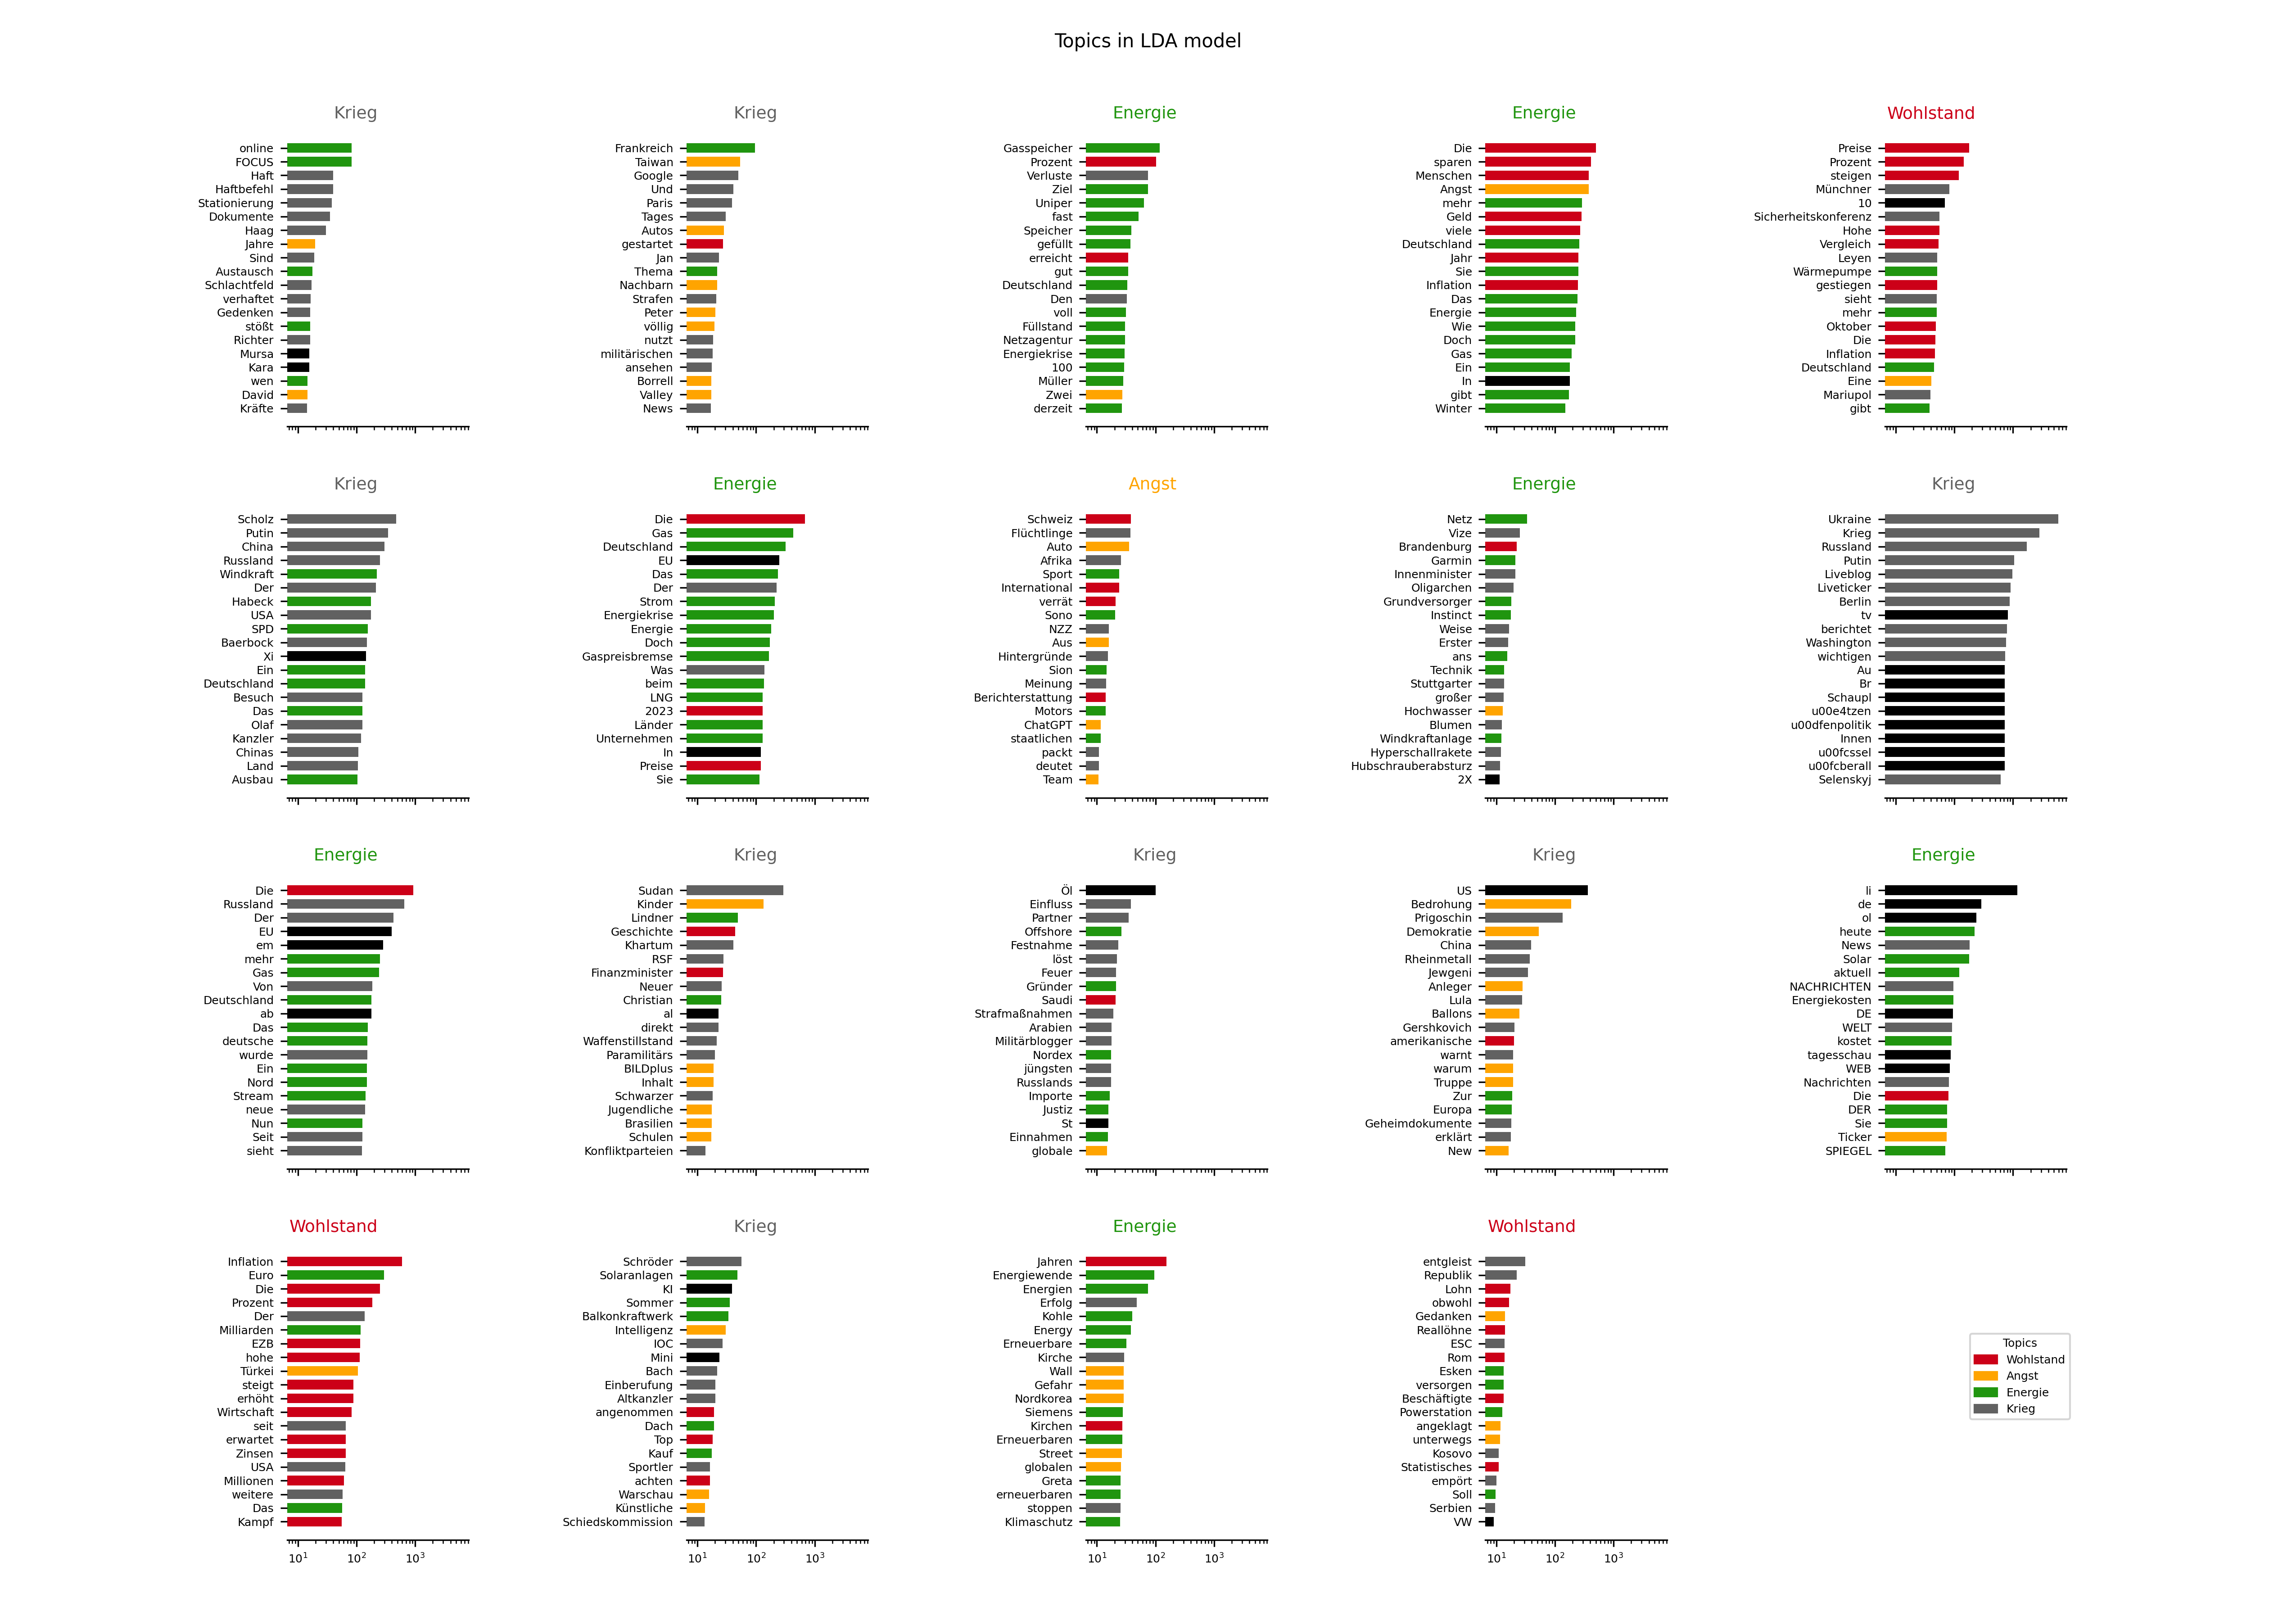 Topics in LDA model
Krieg
online
FOCUS
Haft
Haftbefehl
Stationierung
Dokumente
Haag
Jahre
Sind
Austausch
Schlachtfeld
verhaftet
Gedenken
stößt
Richter
Mursa
Kara
wen
David
Kräfte
Krieg
Frankreich
Taiwan
Google
Und
Paris
Tages
Autos
gestartet
Jan
Thema
Nachbarn
Strafen
Peter
völlig
nutzt
militärischen
ansehen
Borrell
Valley
News
Energie
Gasspeicher
Prozent
Verluste
Ziel
Uniper
fast
Speicher
gefüllt
erreicht
gut
Deutschland
Den
voll
Füllstand
Netzagentur
Energiekrise
100
Müller
Zwei
derzeit
Energie
Die
sparen
Menschen
Angst
mehr
Geld
viele
Deutschland
Jahr
Sie
Inflation
Das
Energie
Wie
Doch
Gas
Ein
In
gibt
Winter
Wohlstand
Preise
Prozent
steigen
Münchner
10
Sicherheitskonferenz
Hohe
Vergleich
Leyen
Wärmepumpe
gestiegen
sieht
mehr
Oktober
Die
Inflation
Deutschland
Eine
Mariupol
gibt
Krieg
Scholz
Putin
China
Russland
Windkraft
Der
Habeck
USA
SPD
Baerbock
Xi
Ein
Deutschland
Besuch
Das
Olaf
Kanzler
Chinas
Land
Ausbau
Energie
Die
Gas
Deutschland
EU
Das
Der
Strom
Energiekrise
Energie
Doch
Gaspreisbremse
Was
beim
LNG
2023
Länder
Unternehmen
In
Preise
Sie
Angst
Schweiz
Flüchtlinge
Auto
Afrika
Sport
International
verrät
Sono
NZZ
Aus
Hintergründe
Sion
Meinung
Berichterstattung
Motors
ChatGPT
staatlichen
packt
deutet
Team
Energie
Netz
Vize
Brandenburg
Garmin
Innenminister
Oligarchen
Grundversorger
Instinct
Weise
Erster
ans
Technik
Stuttgarter
großer
Hochwasser
Blumen
Windkraftanlage
Hyperschallrakete
Hubschrauberabsturz
2X
Krieg
Ukraine
Krieg
Russland
Putin
Liveblog
Liveticker
Berlin
tv
berichtet
Washington
wichtigen
Au
Br
Schaupl
u00e4tzen
u00dfenpolitik
Innen
u00fcssel
u00fcberall
Selenskyj
Energie
Die
Russland
Der
EU
em
mehr
Gas
Von
Deutschland
ab
Das
deutsche
wurde
Ein
Nord
Stream
neue
Nun
Seit
sieht
Krieg
Sudan
Kinder
Lindner
Geschichte
Khartum
RSF
Finanzminister
Neuer
Christian
al
direkt
Waffenstillstand
Paramilitärs
BILDplus
Inhalt
Schwarzer
Jugendliche
Brasilien
Schulen
Konfliktparteien
Krieg
Öl
Einfluss
Partner
Offshore
Festnahme
löst
Feuer
Gründer
Saudi
Strafmaßnahmen
Arabien
Militärblogger
Nordex
jüngsten
Russlands
Importe
Justiz
St
Einnahmen
globale
Krieg
US
Bedrohung
Prigoschin
Demokratie
China
Rheinmetall
Jewgeni
Anleger
Lula
Ballons
Gershkovich
amerikanische
warnt
warum
Truppe
Zur
Europa
Geheimdokumente
erklärt
New
Energie
li
de
ol
heute
News
Solar
aktuell
NACHRICHTEN
Energiekosten
DE
WELT
kostet
tagesschau
WEB
Nachrichten
Die
DER
Sie
Ticker
SPIEGEL
Wohlstand
Inflation
Euro
Die
Prozent
Der
Milliarden
EZB
hohe
Türkei
steigt
erhöht
Wirtschaft
seit
erwartet
Zinsen
USA
Millionen
weitere
Das
Kampf
10¹ 10² 10³
Krieg
Schröder
Solaranlagen
KI
Sommer
Balkonkraftwerk
Intelligenz
IOC
Mini
Bach
Einberufung
Altkanzler
angenommen
Dach
Top
Kauf
Sportler
achten
Warschau
Künstliche
Schiedskommission
10¹ 10² 10³
Energie
Jahren
Energiewende
Energien
Erfolg
Kohle
Energy
Erneuerbare
Kirche
Wall
Gefahr
Nordkorea
Siemens
Kirchen
Erneuerbaren
Street
globalen
Greta
erneuerbaren
stoppen
Klimaschutz
10¹ 10² 10³
Wohlstand
entgleist
Republik
Lohn
obwohl
Gedanken
Reallöhne
ESC
Rom
Esken
versorgen
Beschäftigte
Powerstation
angeklagt
unterwegs
Kosovo
Statistisches
empört
Soll
Serbien
VW
10¹ 10² 10³
Topics
Wohlstand
Angst
Energie
Krieg